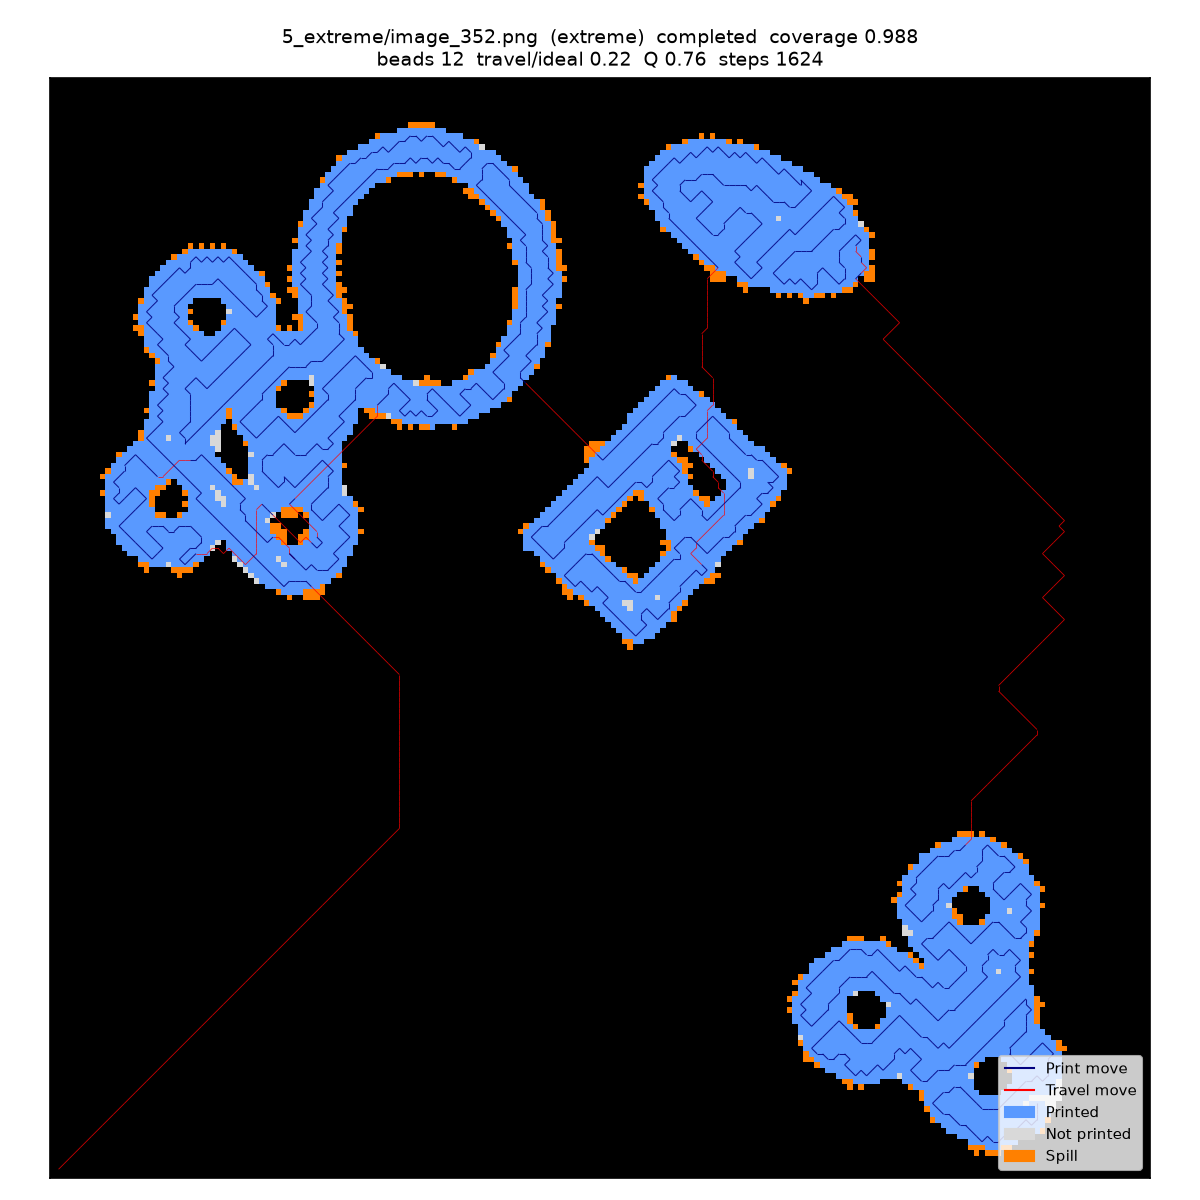 5_extreme/image_352.png  (extreme)  completed  coverage 0.988
beads 12  travel/ideal 0.22  Q 0.76  steps 1624
Print move
Travel move
Printed
Not printed
Spill